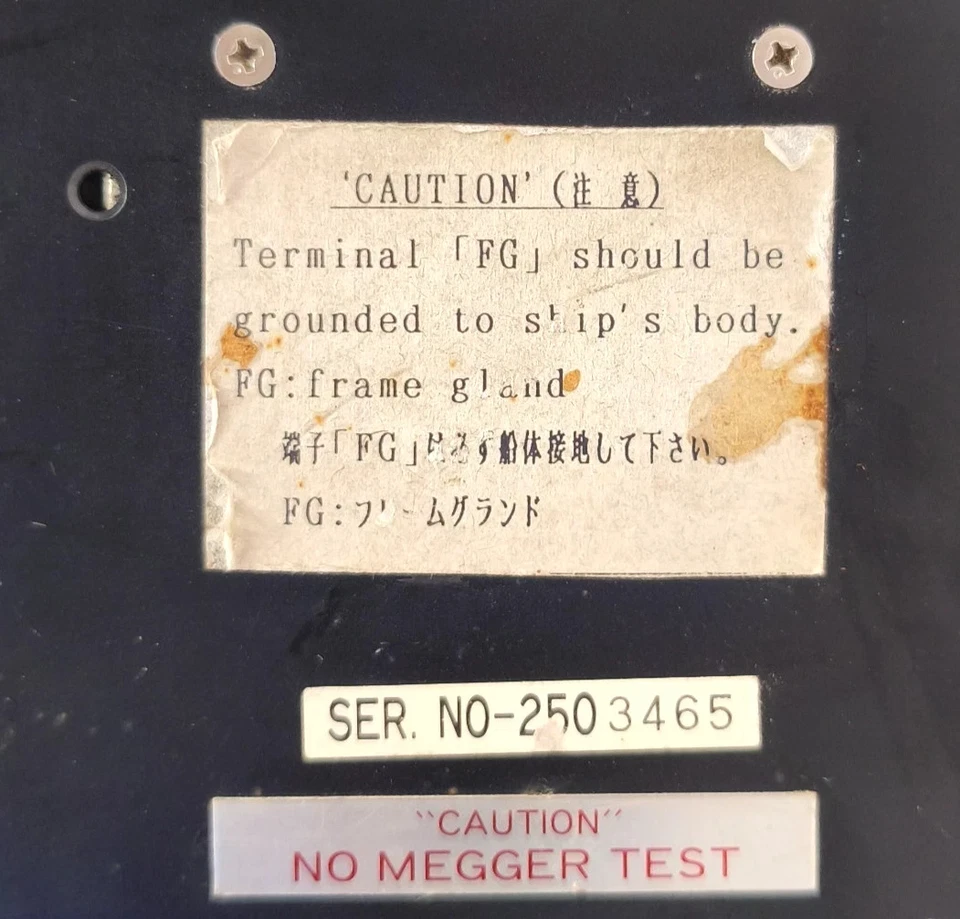 'CAUTION'(注 意)
Terminal「FG」should be
grounded to ship's body.
FG:frame gland
端子「FG」は必ず船体接地して下さい。
FG:フレームグランド
SER. NO-2503465
"CAUTION"
NO MEGGER TEST